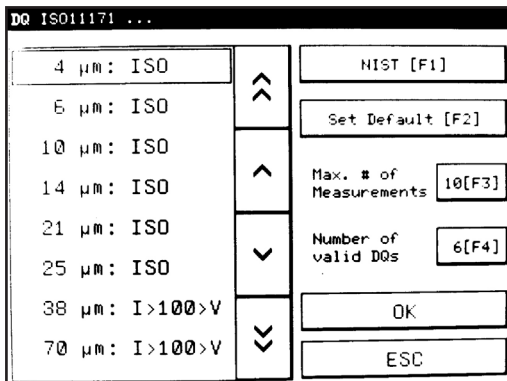 DQ ISO11171 ...
4 µm: ISO
6 µm: ISO
10 µm: ISO
14 µm: ISO
21 µm: ISO
25 µm: ISO
38 µm: I>100>V
70 µm: I>100>V
NIST [F1]
Set Default [F2]
Max. # of
Measurements
10[F3]
Number of
valid DQs
6[F4]
OK
ESC